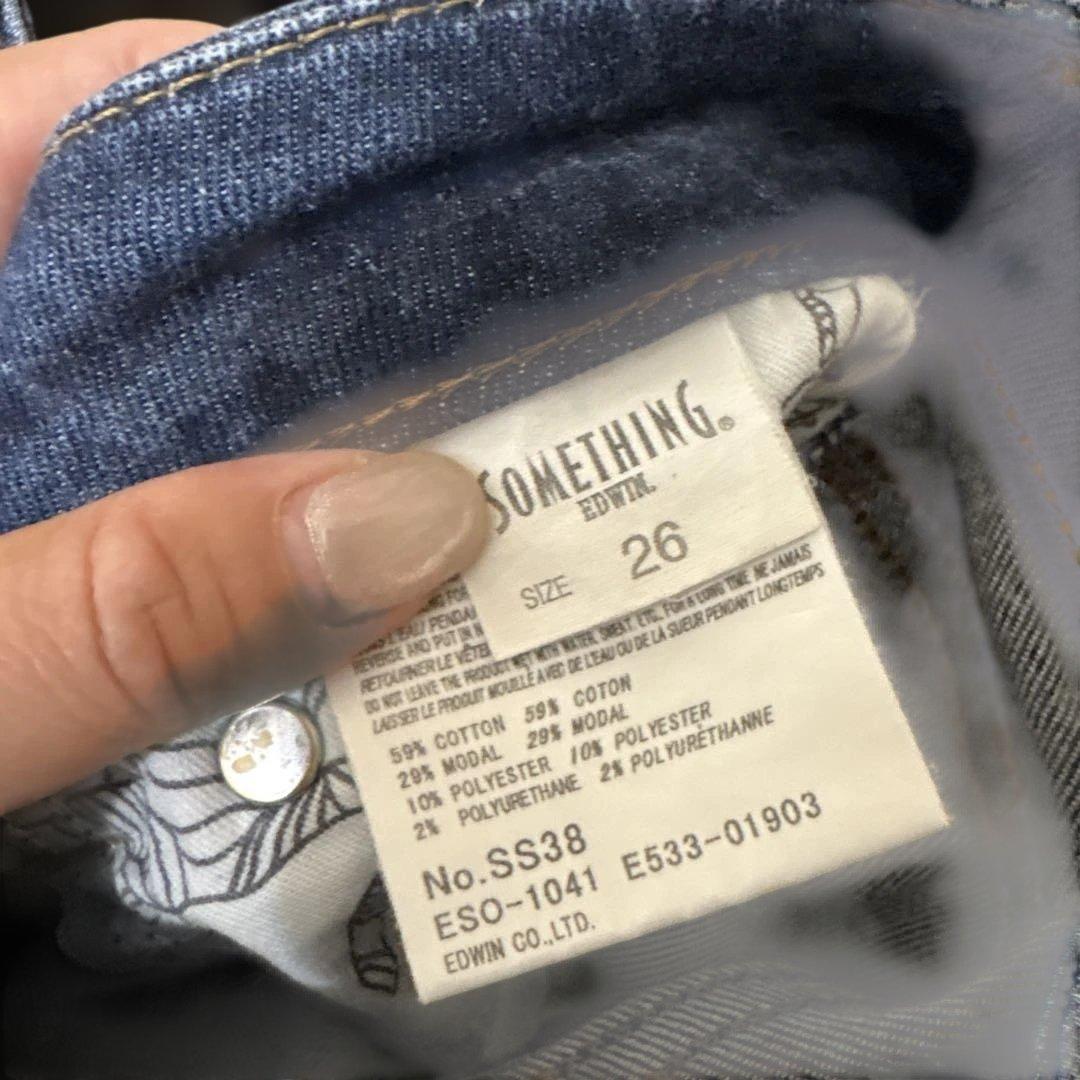 SOMETHING®
EDWIN.
SIZE 26
L'EAU PENDA
REVERSE AND PUT IN N
RETOURNER LE VETE
DO NOT LEAVE THE PRODUCT WET WITH WATER, SWEAT, ETC., FOR A LONG TIME NE JAMAIS
LAISSER LE PRODUIT MOUILLÉ AVEC DE L'EAU OU DE LA SUEUR PENDANT LONGTEMPS
59% COTTON 59% COTON
29% MODAL 29% MODAL
10% POLYESTER 10% POLYESTER
2% POLYURETHANE 2% POLYURÉTHANNE
No.SS38
ESO-1041 E533-01903
EDWIN CO.,LTD.